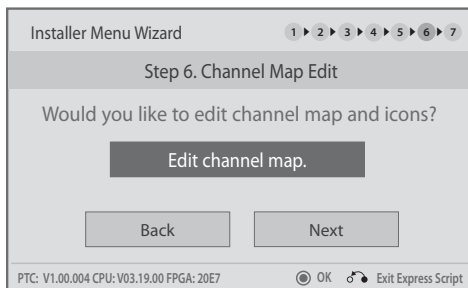 Installer Menu Wizard 1 2 3 4 5 6 7
Step 6. Channel Map Edit
Would you like to edit channel map and icons?
Edit channel map.
Back Next
PTC: V1.00.004 CPU: V03.19.00 FPGA: 20E7 OK Exit Express Script